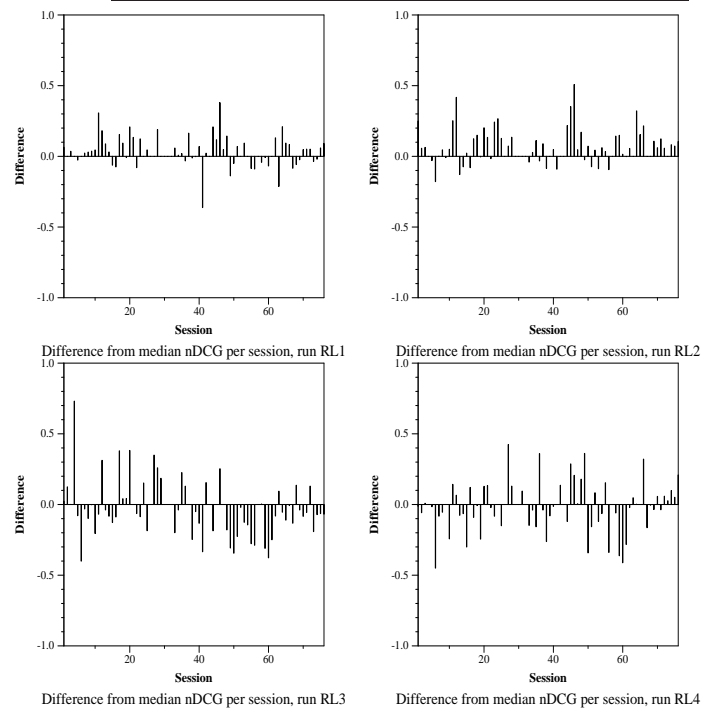 1.0
0.5
0.0
-0.5
-1.0
Difference
20
40
60
Session
Difference from median nDCG per session, run RL1
1.0
0.5
0.0
-0.5
-1.0
Difference
20
40
60
Session
Difference from median nDCG per session, run RL2
1.0
0.5
0.0
-0.5
-1.0
Difference
20
40
60
Session
Difference from median nDCG per session, run RL3
1.0
0.5
0.0
-0.5
-1.0
Difference
20
40
60
Session
Difference from median nDCG per session, run RL4